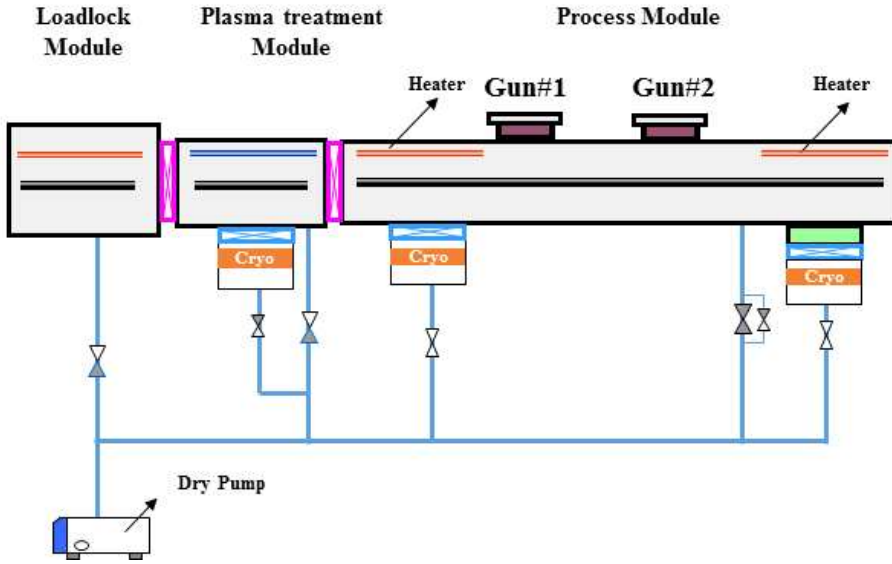 Loadlock
Module
Plasma treatment
Module
Process Module
Heater
Gun#1
Gun#2
Heater
Cryo
Cryo
Cryo
Dry Pump